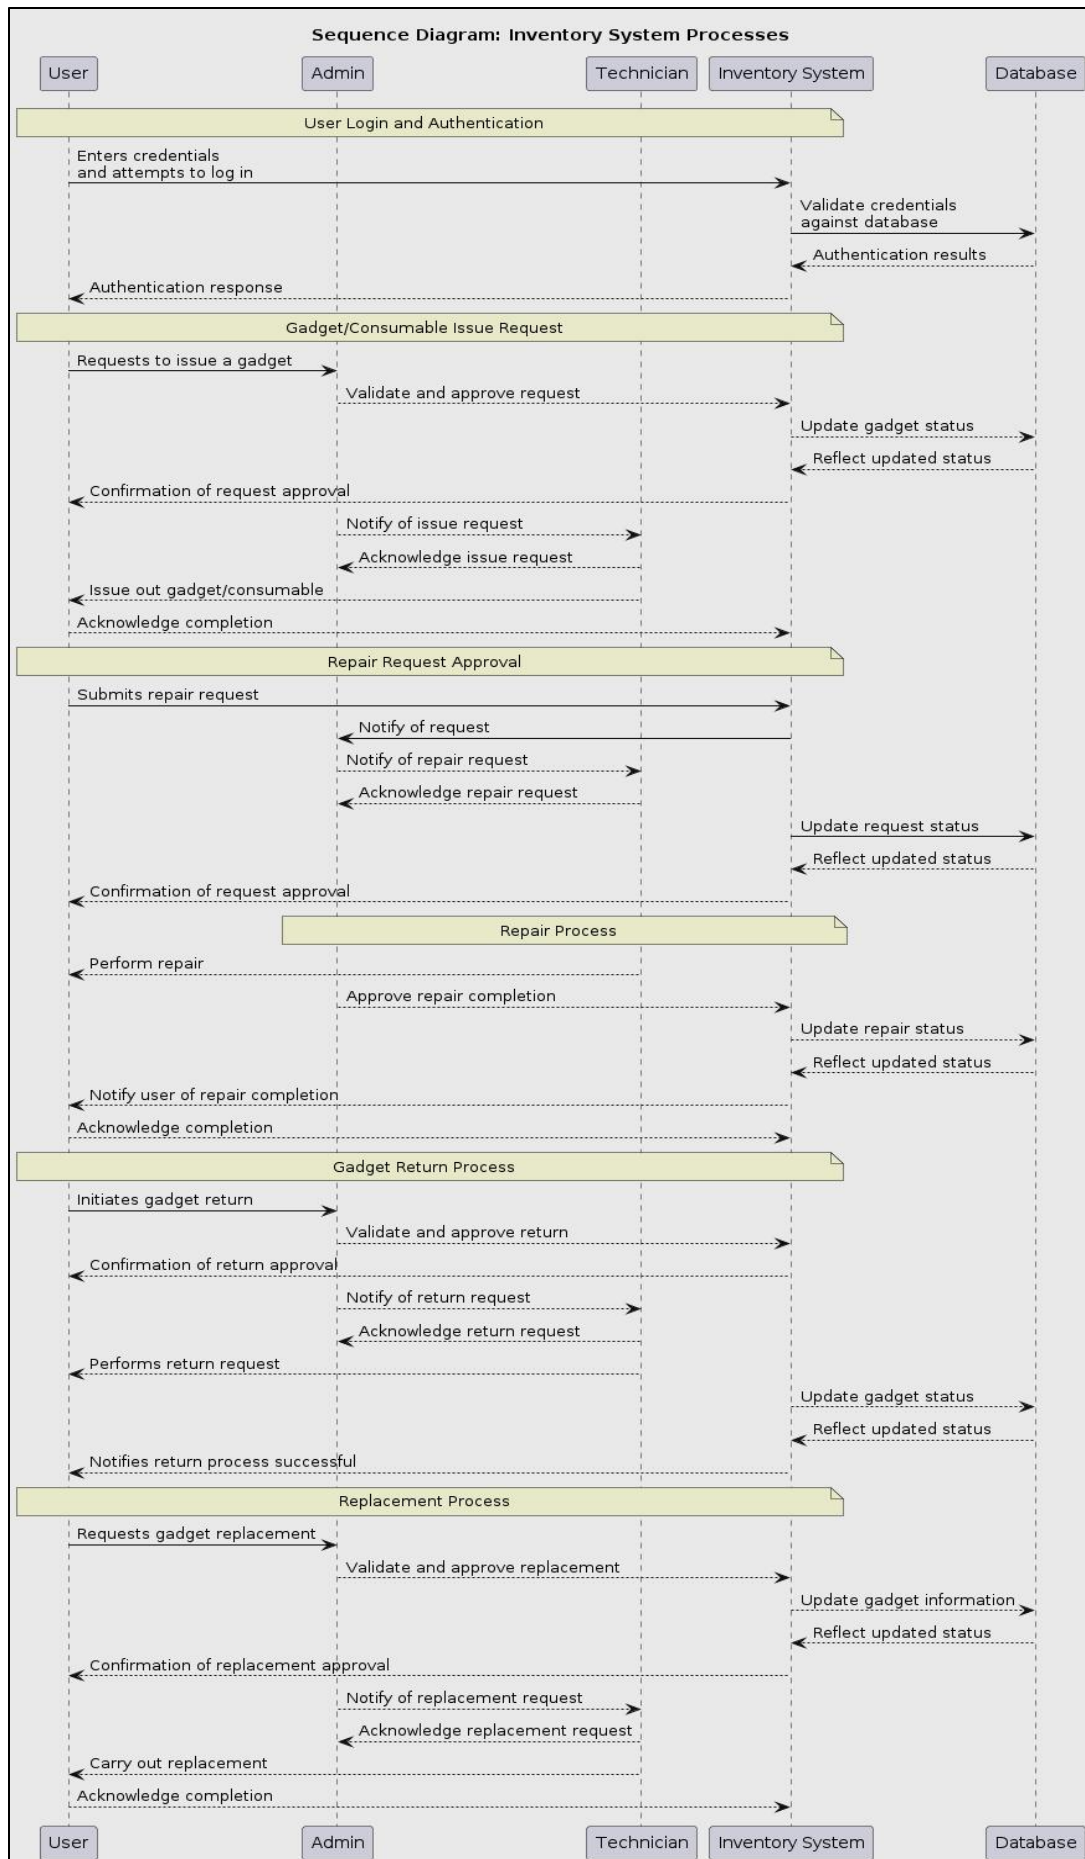 Sequence Diagram: Inventory System Processes
User
Admin
Technician
Inventory System
Database
User Login and Authentication
Enters credentials
and attempts to log in
Validate credentials
against database
Authentication results
Authentication response
Gadget/Consumable Issue Request
Requests to issue a gadget
Validate and approve request
Update gadget status
Reflect updated status
Confirmation of request approval
Notify of issue request
Acknowledge issue request
Issue out gadget/consumable
Acknowledge completion
Repair Request Approval
Submits repair request
Notify of request
Notify of repair request
Acknowledge repair request
Update request status
Reflect updated status
Confirmation of request approval
Repair Process
Perform repair
Approve repair completion
Update repair status
Reflect updated status
Notify user of repair completion
Acknowledge completion
Gadget Return Process
Initiates gadget return
Validate and approve return
Confirmation of return approval
Notify of return request
Acknowledge return request
Performs return request
Update gadget status
Reflect updated status
Notifies return process successful
Replacement Process
Requests gadget replacement
Validate and approve replacement
Update gadget information
Reflect updated status
Confirmation of replacement approval
Notify of replacement request
Acknowledge replacement request
Carry out replacement
Acknowledge completion
User
Admin
Technician
Inventory System
Database